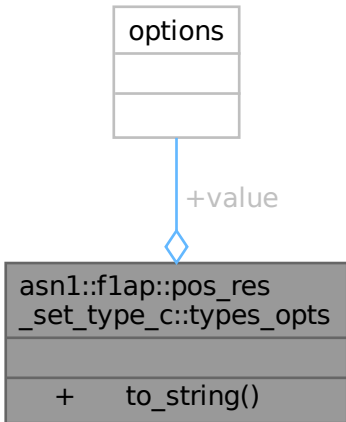 options
+value
asn1::f1ap::pos_res
_set_type_c::types_opts
+ to_string()